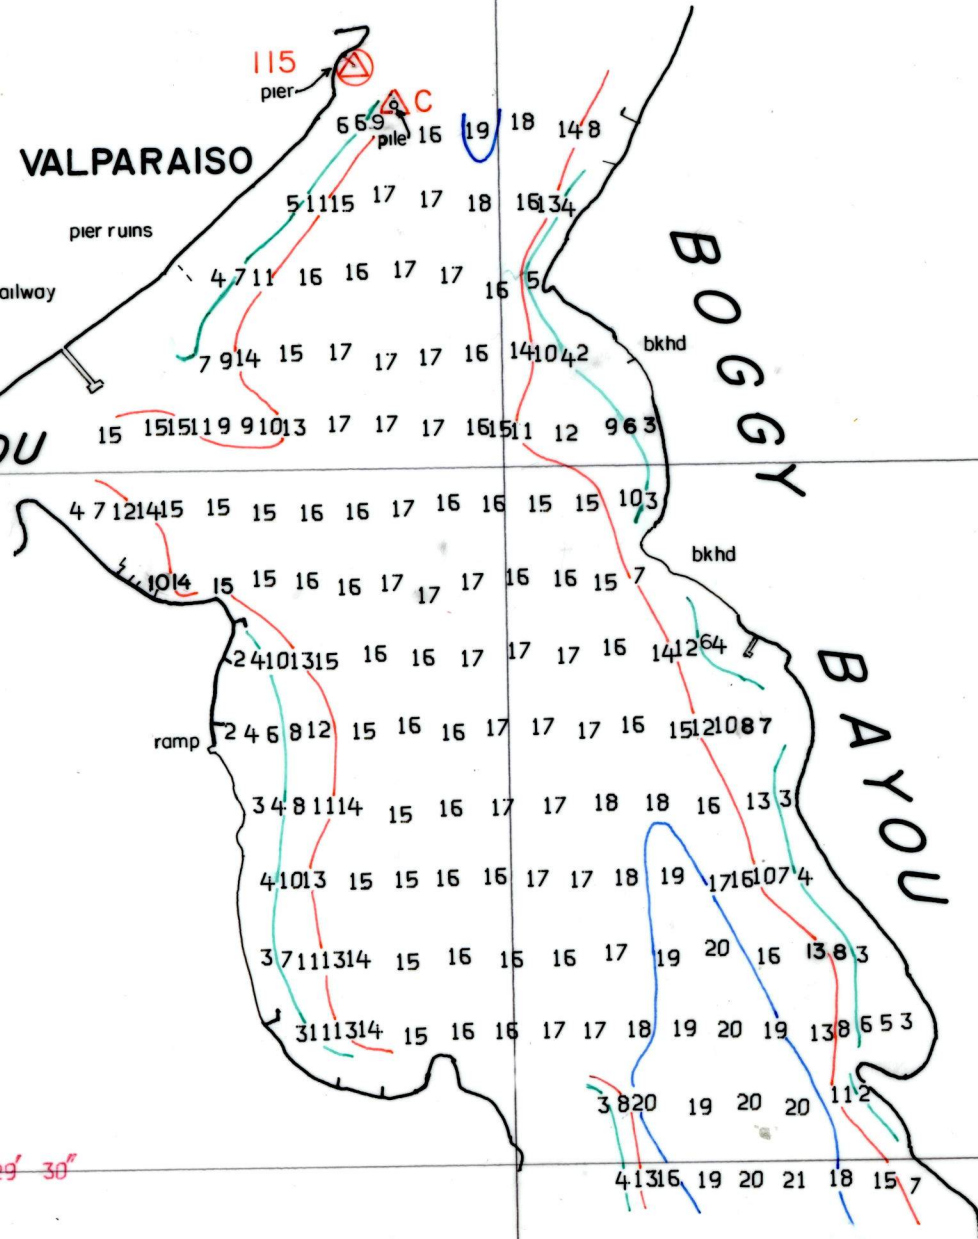 115
pier
C
6 6 9 16 19 18 14 8
pile
VALPARAISO
5 11 15 17 17 18 16 13 4
pier ruins
4 7 11 16 16 17 17 16 5
ailway
BOGGY
bkhd
7 9 14 15 17 17 17 16 14 10 4 2
15 15 15 11 9 9 10 13 17 17 17 16 15 11 12 9 6 3
OU
4 7 12 14 15 15 15 16 16 17 16 16 15 15 10 3
bkhd
10 14 15 15 16 16 17 17 17 16 16 15 7
2 4 10 13 15 16 16 17 17 17 16 14 12 6 4
BAYOU
ramp
2 4 6 8 12 15 16 16 17 17 17 16 15 12 10 8 7
3 4 8 11 14 15 16 17 17 18 18 16 13 3
4 10 13 15 15 16 16 17 17 18 19 17 16 10 7 4
3 7 11 13 14 15 16 16 16 17 19 20 16 13 8 3
3 11 13 14 15 16 16 17 17 18 19 20 19 13 8 6 5 3
3 8 20 19 20 20 11 2
29' 30"
4 13 16 19 20 21 18 15 7